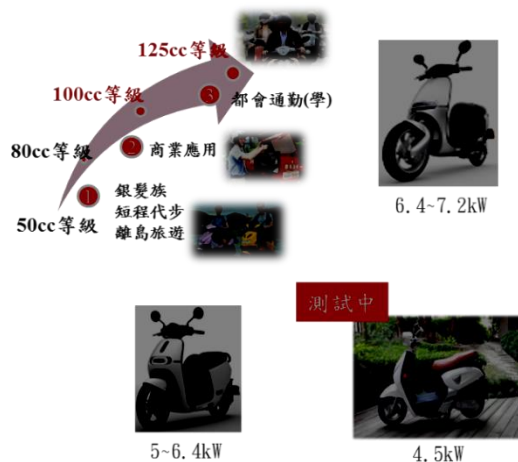 125cc等級
100cc等級
3 都會通勤(學)
80cc等級
2 商業應用
1 銀髮族
短程代步
離島旅遊
50cc等級
6.4~7.2kW
測試中
5~6.4kW
4.5kW